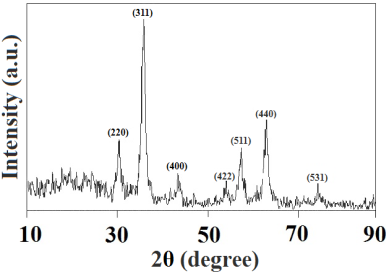 Intensity (a.u.)
(311)
(220)
(400)
(422)
(511)
(440)
(531)
10 30 50 70 90
2θ (degree)